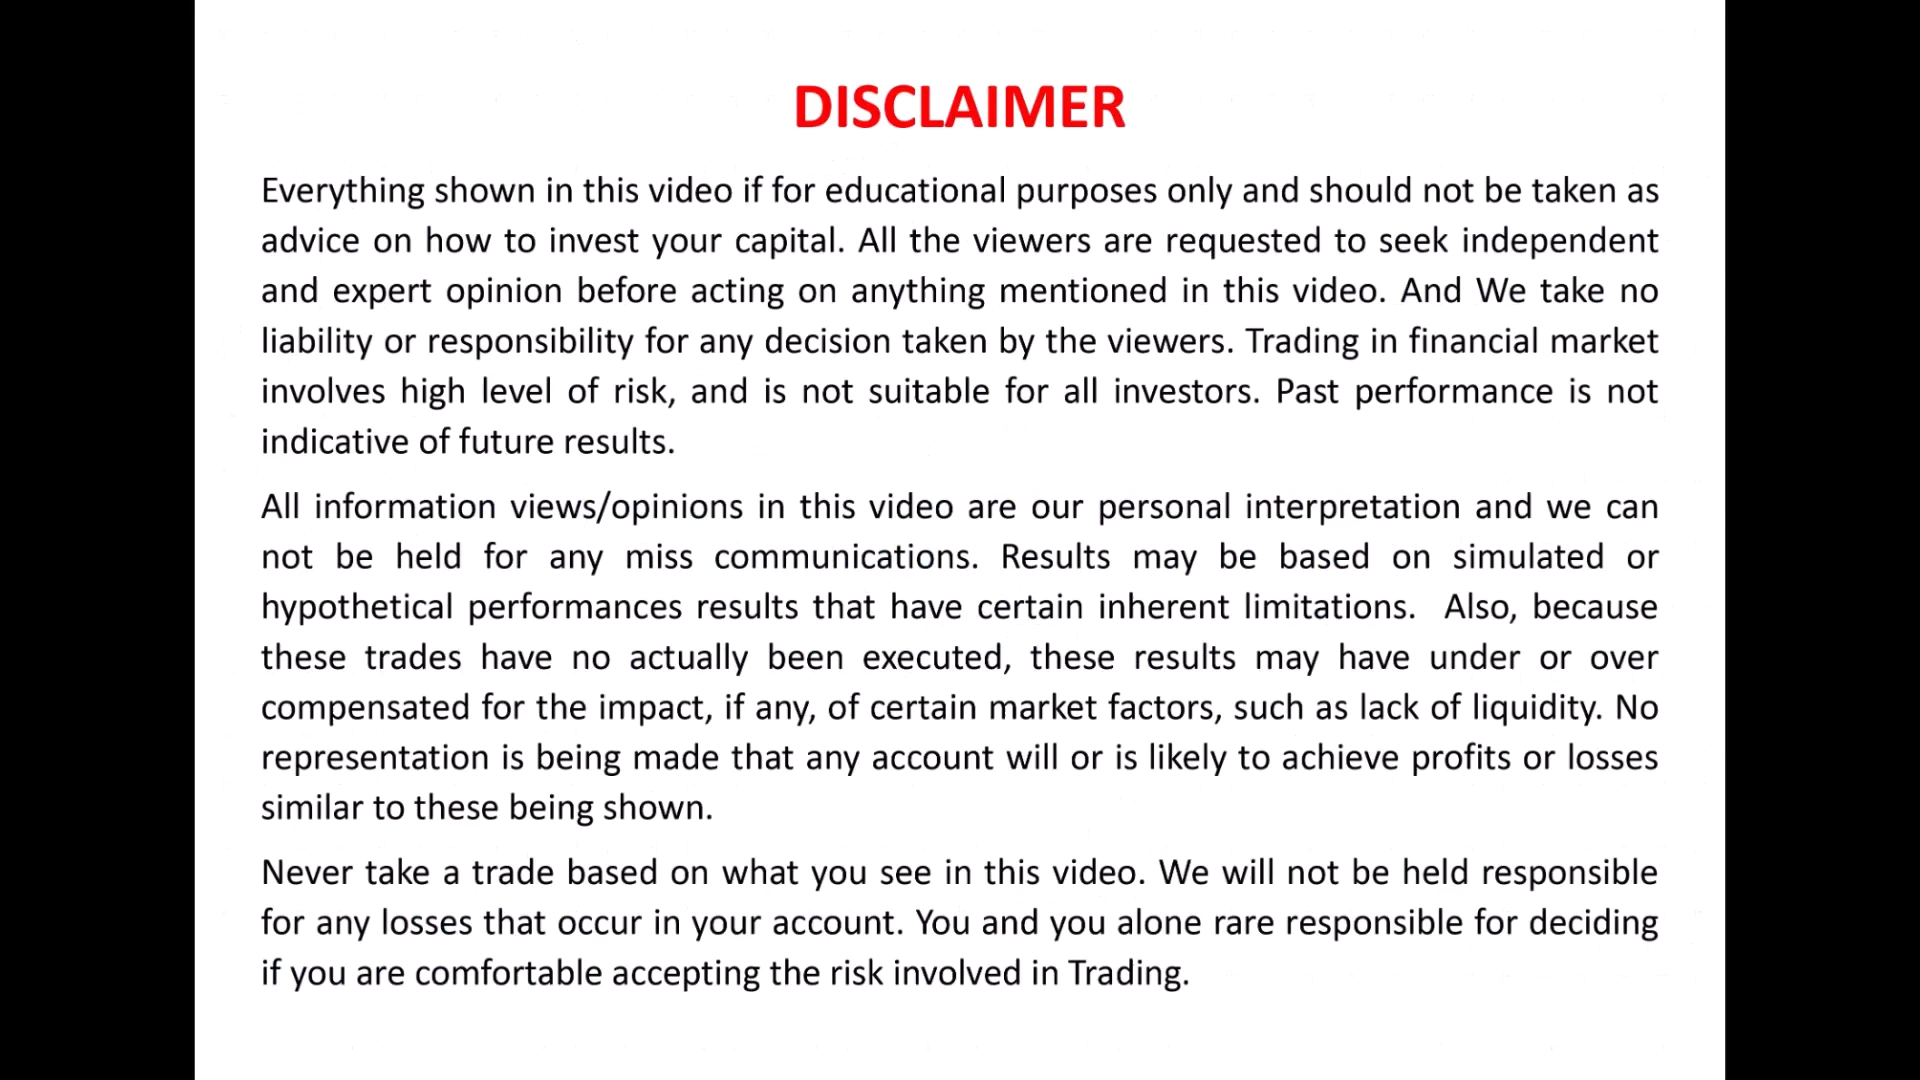 DISCLAIMER
Everything shown in this video if for educational purposes only and should not be taken as
advice on how to invest your capital. All the viewers are requested to seek independent
and expert opinion before acting on anything mentioned in this video. And We take no
liability or responsibility for any decision taken by the viewers. Trading in financial market
involves high level of risk, and is not suitable for all investors. Past performance is not
indicative of future results.
All information views/opinions in this video are our personal interpretation and we can
not be held for any miss communications. Results may be based on simulated or
hypothetical performances results that have certain inherent limitations. Also, because
these trades have no actually been executed, these results may have under or over
compensated for the impact, if any, of certain market factors, such as lack of liquidity. No
representation is being made that any account will or is likely to achieve profits or losses
similar to these being shown.
Never take a trade based on what you see in this video. We will not be held responsible
for any losses that occur in your account. You and you alone rare responsible for deciding
if you are comfortable accepting the risk involved in Trading.